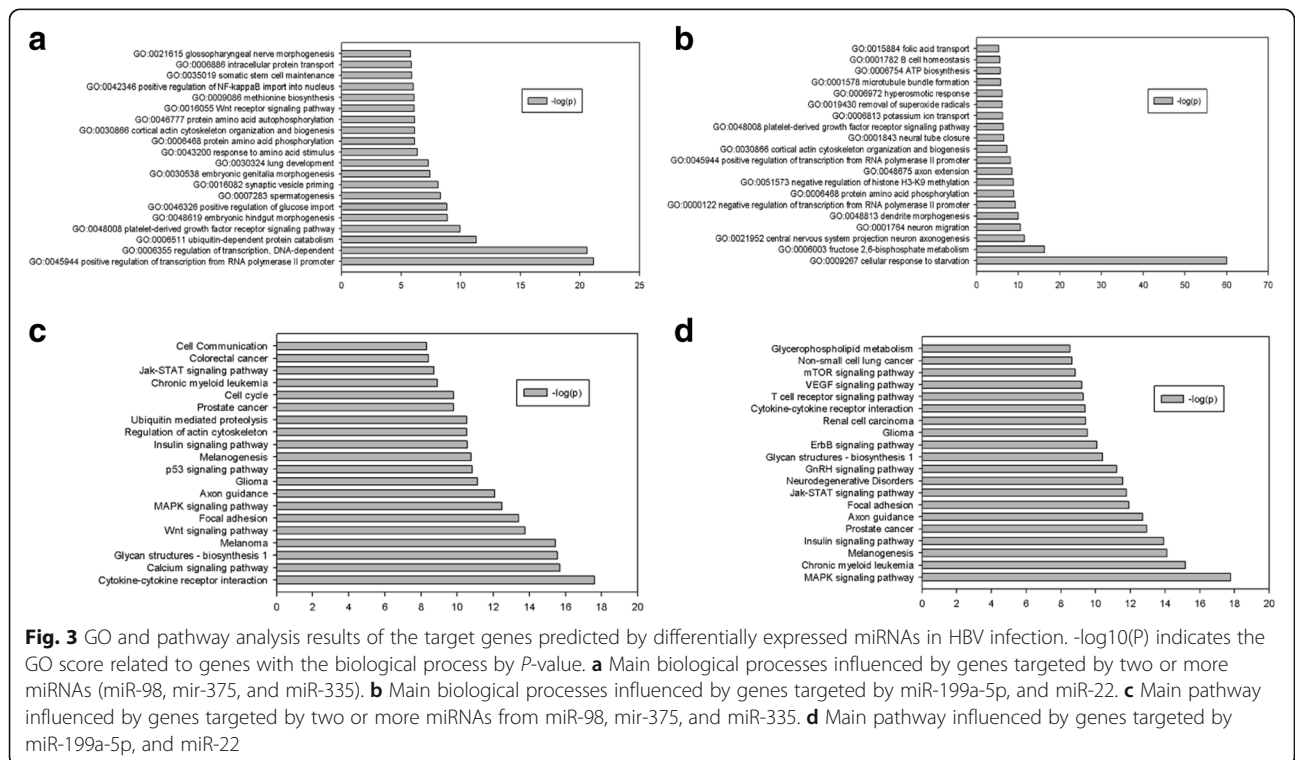 a
GO:0021615 glossopharyngeal nerve morphogenesis
GO:0006886 intracellular protein transport
GO:0035019 somatic stem cell maintenance
GO:0042346 positive regulation of NF-kappaB import into nucleus
GO:0009086 methionine biosynthesis
GO:0016055 Wnt receptor signaling pathway
GO:0046777 protein amino acid autophosphorylation
GO:0030866 cortical actin cytoskeleton organization and biogenesis
GO:0006468 protein amino acid phosphorylation
GO:0043200 response to amino acid stimulus
GO:0030324 lung development
GO:0030538 embryonic genitalia morphogenesis
GO:0016082 synaptic vesicle priming
GO:0007283 spermatogenesis
GO:0046326 positive regulation of glucose import
GO:0048619 embryonic hindgut morphogenesis
GO:0048008 platelet-derived growth factor receptor signaling pathway
GO:0006511 ubiquitin-dependent protein catabolism
GO:0006355 regulation of transcription, DNA-dependent
GO:0045944 positive regulation of transcription from RNA polymerase II promoter
-log(p)
0 5 10 15 20 25
b
GO:0015884 folic acid transport
GO:0001782 B cell homeostasis
GO:0006754 ATP biosynthesis
GO:0001578 microtubule bundle formation
GO:0006972 hyperosmotic response
GO:0019430 removal of superoxide radicals
GO:0006813 potassium ion transport
GO:0048008 platelet-derived growth factor receptor signaling pathway
GO:0001843 neural tube closure
GO:0030866 cortical actin cytoskeleton organization and biogenesis
GO:0045944 positive regulation of transcription from RNA polymerase II promoter
GO:0048675 axon extension
GO:0051573 negative regulation of histone H3-K9 methylation
GO:0006468 protein amino acid phosphorylation
GO:0000122 negative regulation of transcription from RNA polymerase II promoter
GO:0048813 dendrite morphogenesis
GO:0001764 neuron migration
GO:0021952 central nervous system projection neuron axonogenesis
GO:0006003 fructose 2,6-bisphosphate metabolism
GO:0009267 cellular response to starvation
-log(p)
0 10 20 30 40 50 60 70
c
Cell Communication
Colorectal cancer
Jak-STAT signaling pathway
Chronic myeloid leukemia
Cell cycle
Prostate cancer
Ubiquitin mediated proteolysis
Regulation of actin cytoskeleton
Insulin signaling pathway
Melanogenesis
p53 signaling pathway
Glioma
Axon guidance
MAPK signaling pathway
Focal adhesion
Wnt signaling pathway
Melanoma
Glycan structures - biosynthesis 1
Calcium signaling pathway
Cytokine-cytokine receptor interaction
-log(p)
0 2 4 6 8 10 12 14 16 18 20
d
Glycerophospholipid metabolism
Non-small cell lung cancer
mTOR signaling pathway
VEGF signaling pathway
T cell receptor signaling pathway
Cytokine-cytokine receptor interaction
Renal cell carcinoma
Glioma
ErbB signaling pathway
Glycan structures - biosynthesis 1
GnRH signaling pathway
Neurodegenerative Disorders
Jak-STAT signaling pathway
Focal adhesion
Axon guidance
Prostate cancer
Insulin signaling pathway
Melanogenesis
Chronic myeloid leukemia
MAPK signaling pathway
-log(p)
0 2 4 6 8 10 12 14 16 18 20
Fig. 3 GO and pathway analysis results of the target genes predicted by differentially expressed miRNAs in HBV infection. -log10(P) indicates the
GO score related to genes with the biological process by P-value. a Main biological processes influenced by genes targeted by two or more
miRNAs (miR-98, mir-375, and miR-335). b Main biological processes influenced by genes targeted by miR-199a-5p, and miR-22. c Main pathway
influenced by genes targeted by two or more miRNAs from miR-98, mir-375, and miR-335. d Main pathway influenced by genes targeted by
miR-199a-5p, and miR-22